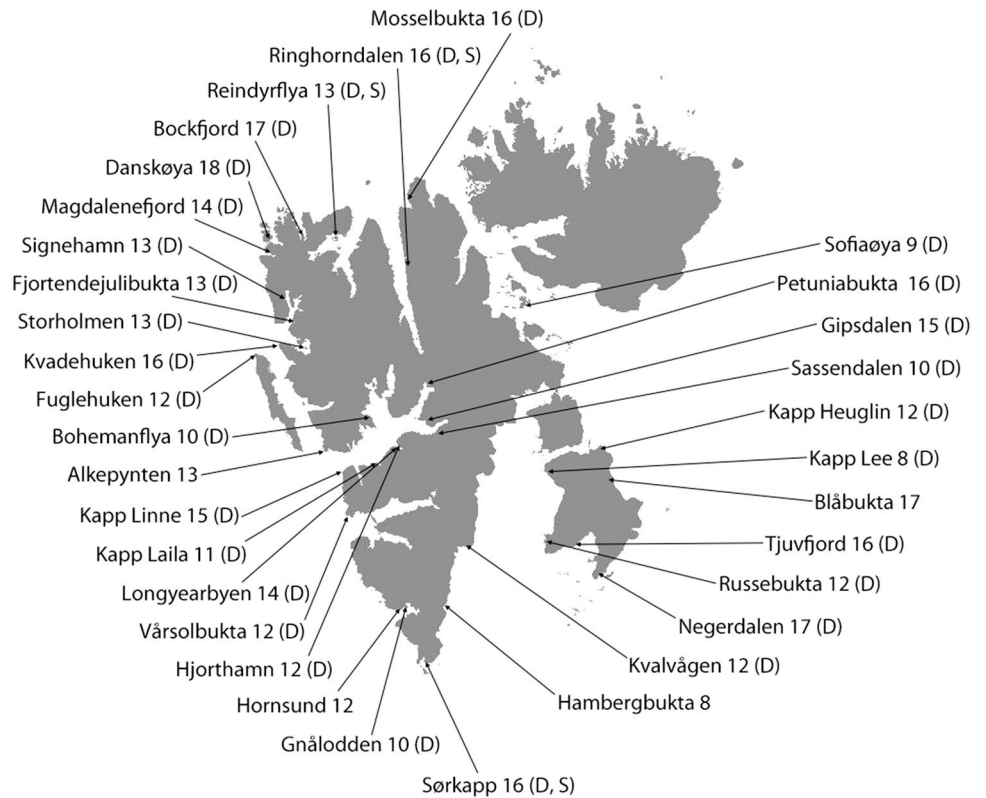 Mosselbukta 16 (D)
Ringhorndalen 16 (D, S)
Reindyrflya 13 (D, S)
Bockfjord 17 (D)
Danskøya 18 (D)
Magdalenefjord 14 (D)
Signehamn 13 (D)
Fjortendejulibukta 13 (D)
Storholmen 13 (D)
Kvadehuken 16 (D)
Fuglehuken 12 (D)
Bohemanflya 10 (D)
Alkepynten 13
Kapp Linne 15 (D)
Kapp Laila 11 (D)
Longyearbyen 14 (D)
Vårsolbukta 12 (D)
Hjorthamn 12 (D)
Hornsund 12
Gnålodden 10 (D)
Sørkapp 16 (D, S)
Sofiaøya 9 (D)
Petuniabukta 16 (D)
Gipsdalen 15 (D)
Sassendalen 10 (D)
Kapp Heuglin 12 (D)
Kapp Lee 8 (D)
Blåbukta 17
Tjuvfjord 16 (D)
Russebukta 12 (D)
Negerdalen 17 (D)
Kvalvågen 12 (D)
Hambergbukta 8